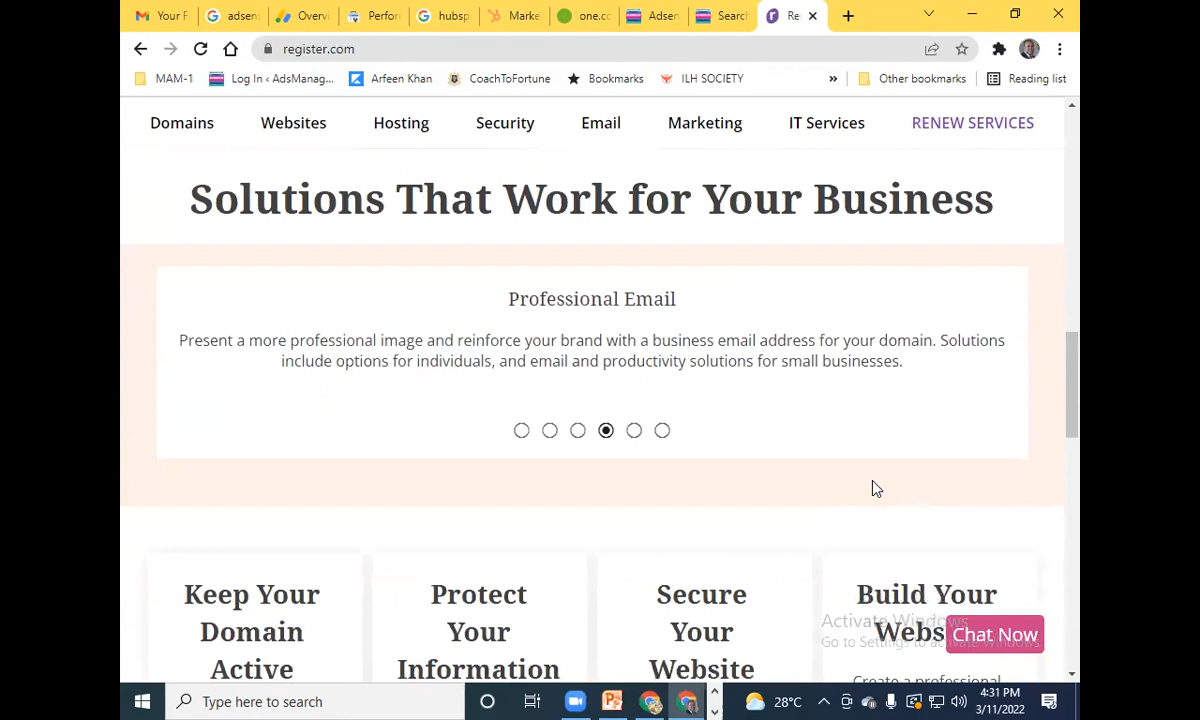 Your F
adsens
Overvi
Perfor
hubsp
Marke
one.cc
Adsen
Search
Re
register.com
MAM-1
Log In ‹ AdsManag...
Arfeen Khan
CoachToFortune
Bookmarks
ILH SOCIETY
»
Other bookmarks
Reading list
Domains
Websites
Hosting
Security
Email
Marketing
IT Services
RENEW SERVICES
Solutions That Work for Your Business
Professional Email
Present a more professional image and reinforce your brand with a business email address for your domain. Solutions
include options for individuals, and email and productivity solutions for small businesses.
Keep Your
Domain
Active
Protect
Your
Information
Secure
Your
Website
Build Your
Webs
Create a professional
Chat Now
Activate Windows
Go to Settings to activate Windows.
Type here to search
28°C
4:31 PM
3/11/2022